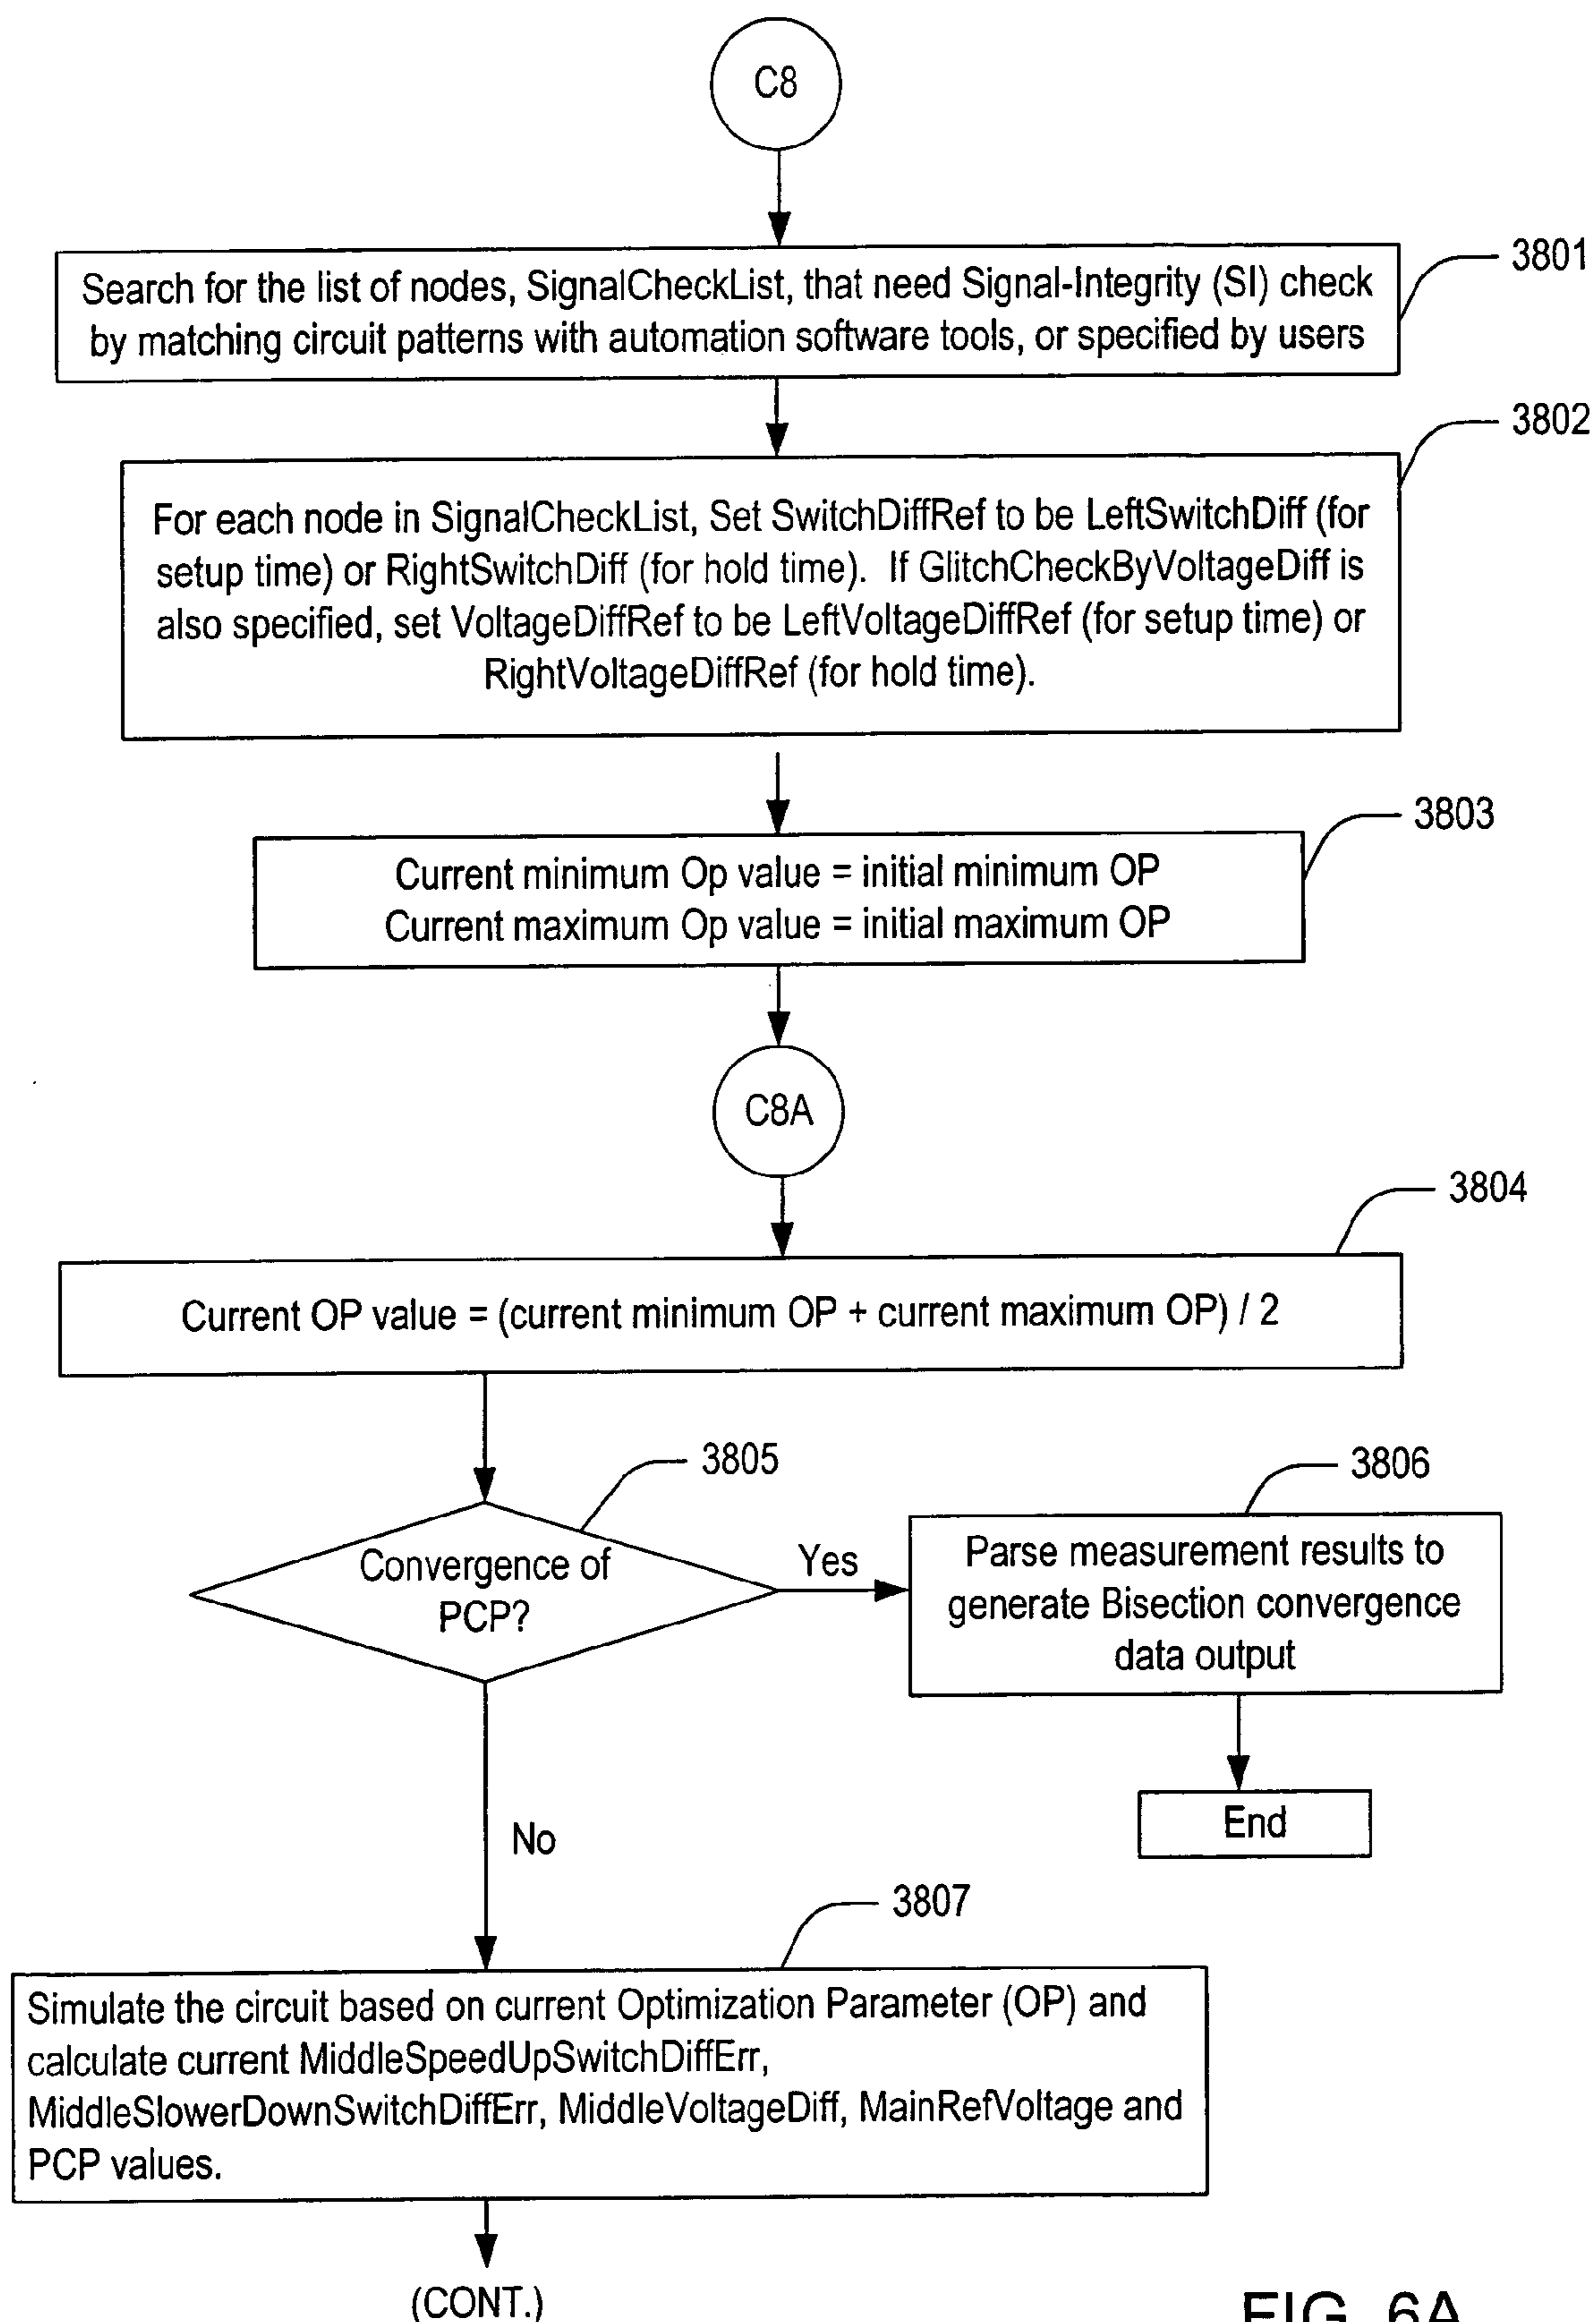 C8
3801
Search for the list of nodes, SignalCheckList, that need Signal-Integrity (SI) check
by matching circuit patterns with automation software tools, or specified by users
3802
For each node in SignalCheckList, Set SwitchDiffRef to be LeftSwitchDiff (for
setup time) or RightSwitchDiff (for hold time). If GlitchCheckByVoltageDiff is
also specified, set VoltageDiffRef to be LeftVoltageDiffRef (for setup time) or
RightVoltageDiffRef (for hold time).
3803
Current minimum Op value = initial minimum OP
Current maximum Op value = initial maximum OP
C8A
3804
Current OP value = (current minimum OP + current maximum OP) / 2
3805
Convergence of
PCP?
Yes
3806
Parse measurement results to
generate Bisection convergence
data output
End
No
3807
Simulate the circuit based on current Optimization Parameter (OP) and
calculate current MiddleSpeedUpSwitchDiffErr,
MiddleSlowerDownSwitchDiffErr, MiddleVoltageDiff, MainRefVoltage and
PCP values.
(CONT.)
FIG. 6A